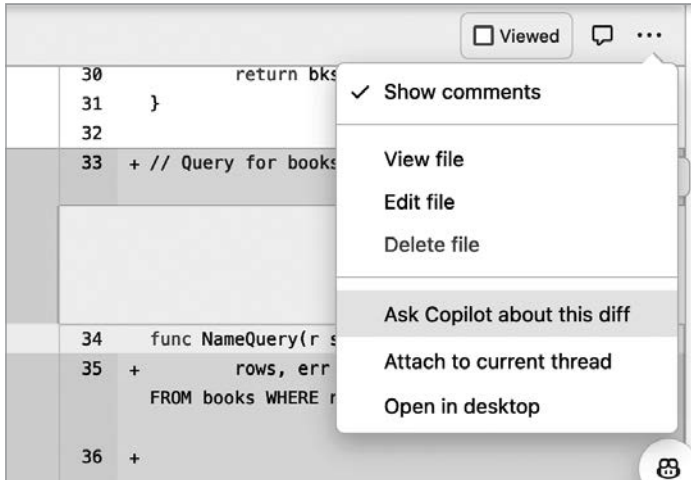 Viewed
30 return bks
31 }
32
33 + // Query for books
34 func NameQuery(r s
35 + rows, err
FROM books WHERE
36 +
✓ Show comments
View file
Edit file
Delete file
Ask Copilot about this diff
Attach to current thread
Open in desktop